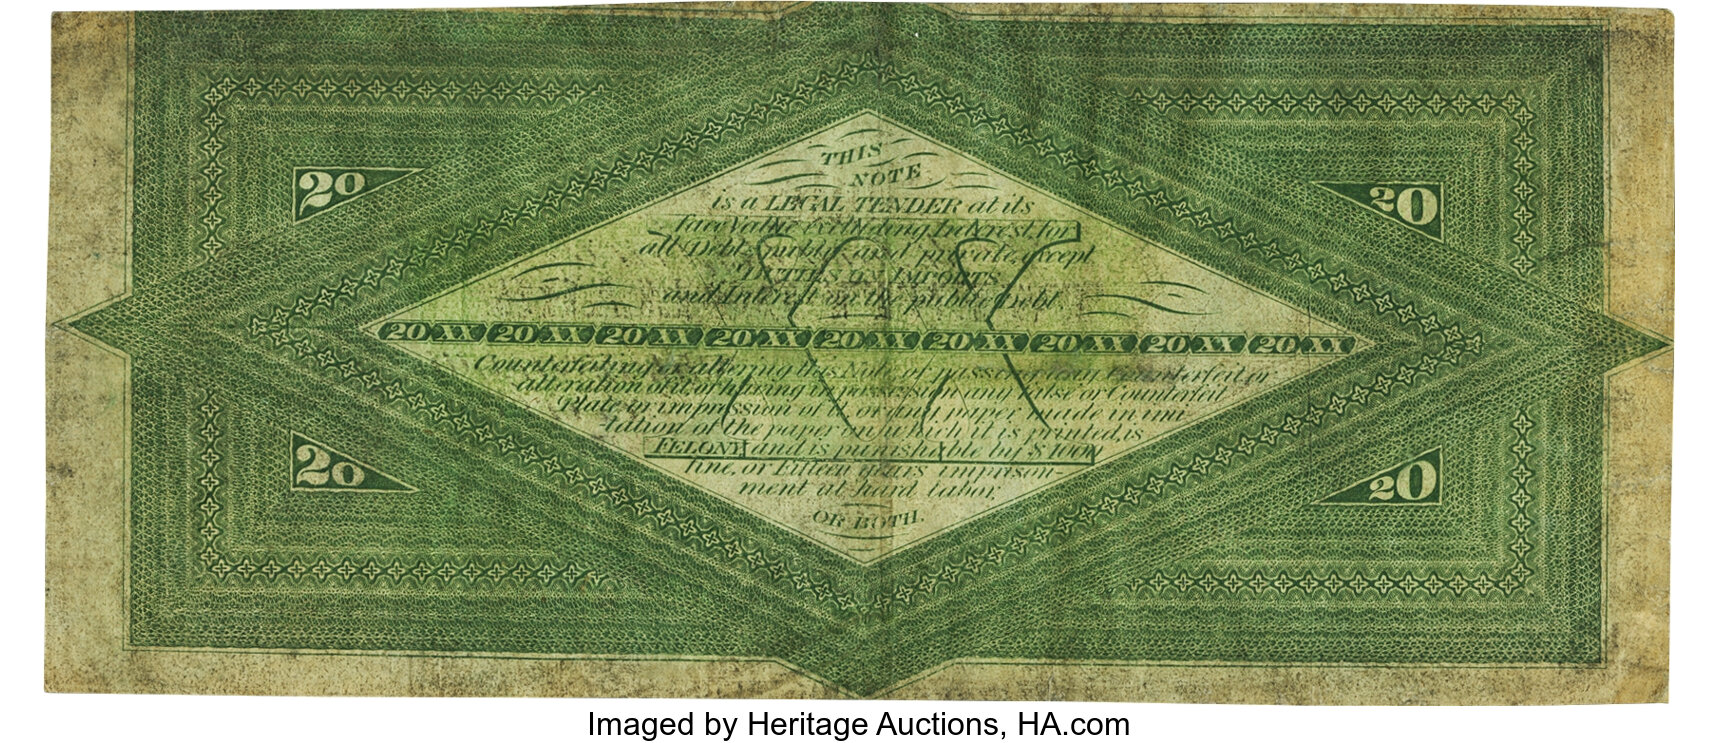 20
20
THIS
NOTE
is a LEGAL TENDER at its
face Value excluding Interest, for
all Debts public and private, except
DUTIES ON IMPORTS
and Interest on the public Debt.
20 XX 20 XX 20 XX 20 XX 20 XX 20 XX 20 XX 20 XX 20 XX
Counterfeiting or altering this Note or passing any counterfeit or
alteration of it or having in possession any false or Counterfeit
Plate or impression of it, or any paper made in imi
tation of the paper on which it is printed, is
FELONY and is punishable by $1000
fine, or Fifteen years imprison-
ment at hard labor,
OR BOTH.
20
20
Imaged by Heritage Auctions, HA.com